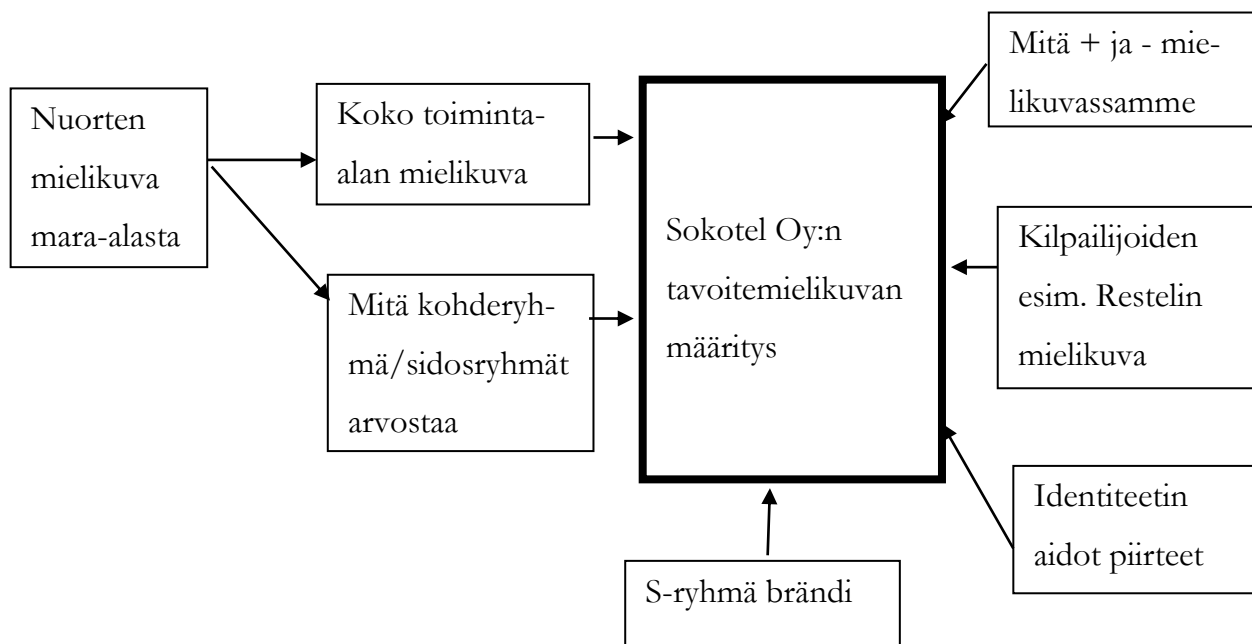 Nuorten
mielikuva
mara-alasta
Koko toiminta-
alan mielikuva
Mitä kohderyh-
mä/sidosryhmät
arvostaa
Sokotel Oy:n
tavoitemielikuvan
määritys
Mitä + ja - mie-
likuvassamme
Kilpailijoiden
esim. Restelin
mielikuva
Identiteetin
aidot piirteet
S-ryhmä brändi